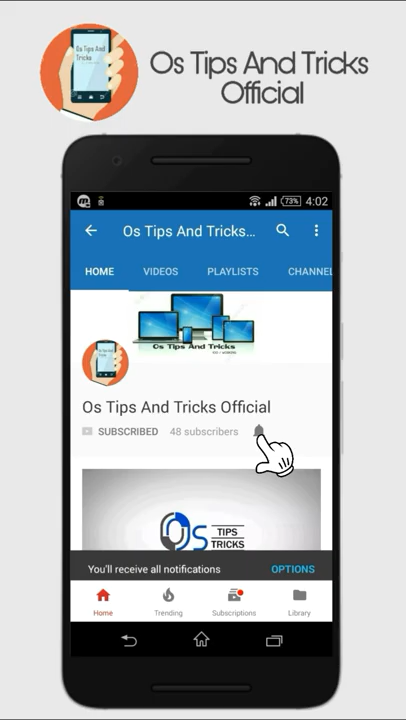 Os Tips And Tricks
Official
Os Tips And
Tricks
73%
4:02
Os Tips And Tricks...
HOME
VIDEOS
PLAYLISTS
CHANNEL
Os Tips And Tricks
Os Tips And Tricks Official
SUBSCRIBED
48 subscribers
OS
TIPS
TRICKS
You'll receive all notifications
OPTIONS
Home
Trending
Subscriptions
Library